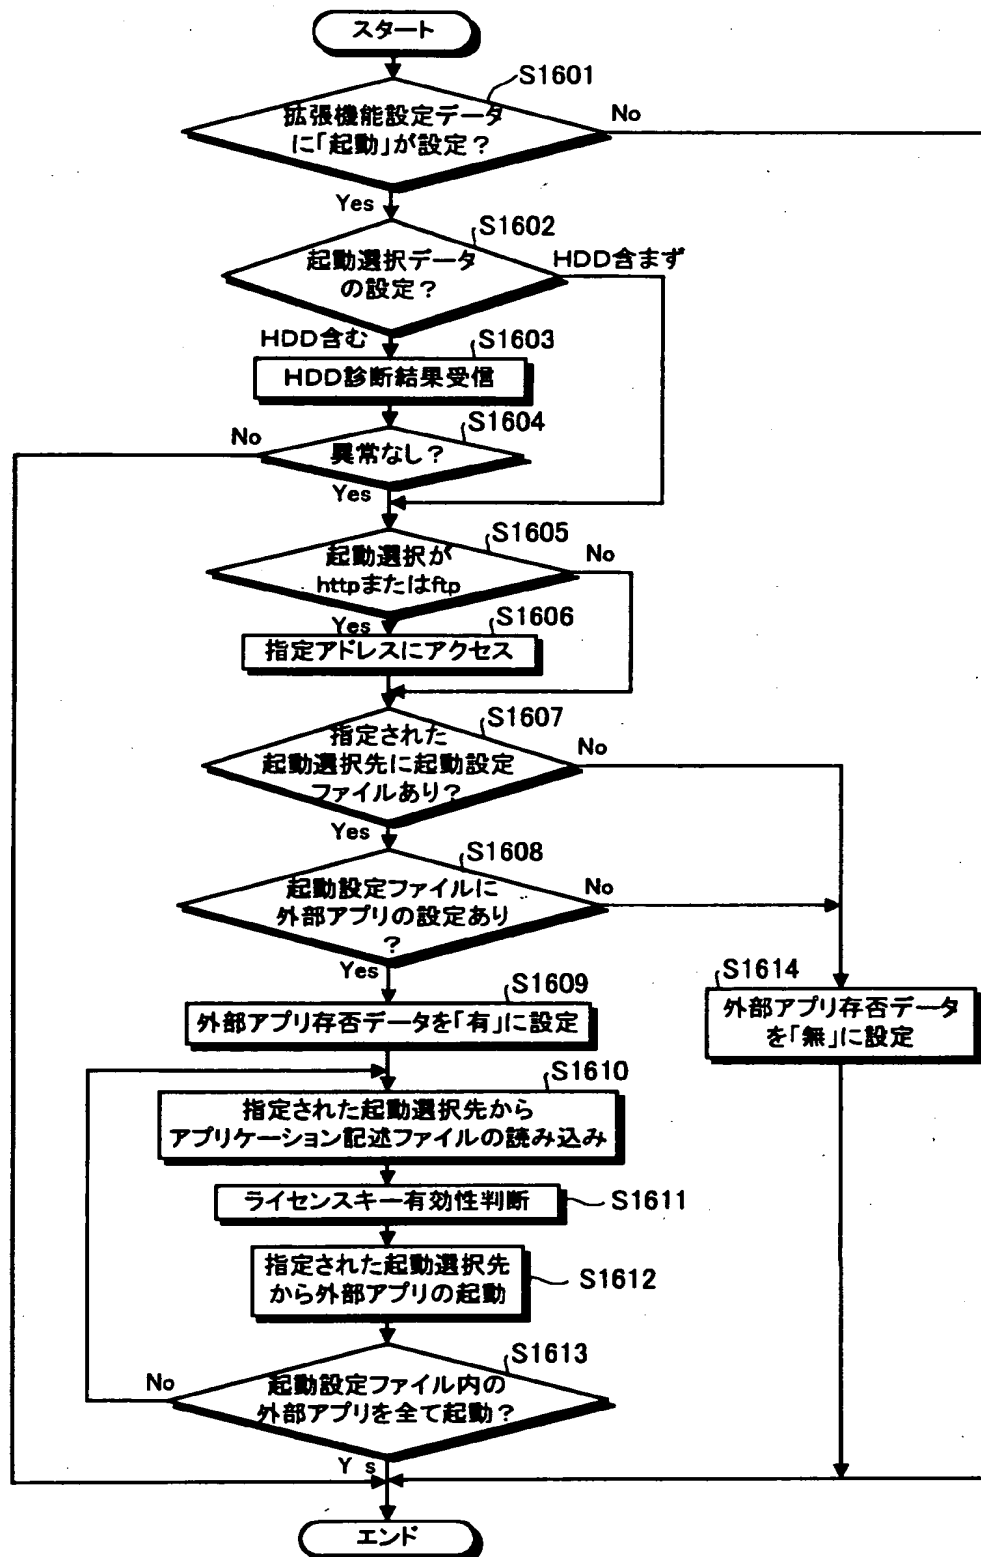 スタート
S1601
拡張機能設定データ
に「起動」が設定？
No
Yes
S1602
起動選択データ
の設定？
HDD含まず
HDD含む
S1603
HDD診断結果受信
S1604
No
異常なし？
Yes
S1605
起動選択が
httpまたはftp
No
Yes
S1606
指定アドレスにアクセス
S1607
指定された
起動選択先に起動設定
ファイルあり？
No
Yes
S1608
起動設定ファイルに
外部アプリの設定あり
？
No
Yes
S1609
外部アプリ存否データを「有」に設定
S1614
外部アプリ存否データ
を「無」に設定
S1610
指定された起動選択先から
アプリケーション記述ファイルの読み込み
ライセンスキー有効性判断
S1611
指定された起動選択先
から外部アプリの起動
S1612
S1613
No
起動設定ファイル内の
外部アプリを全て起動？
Y s
エンド